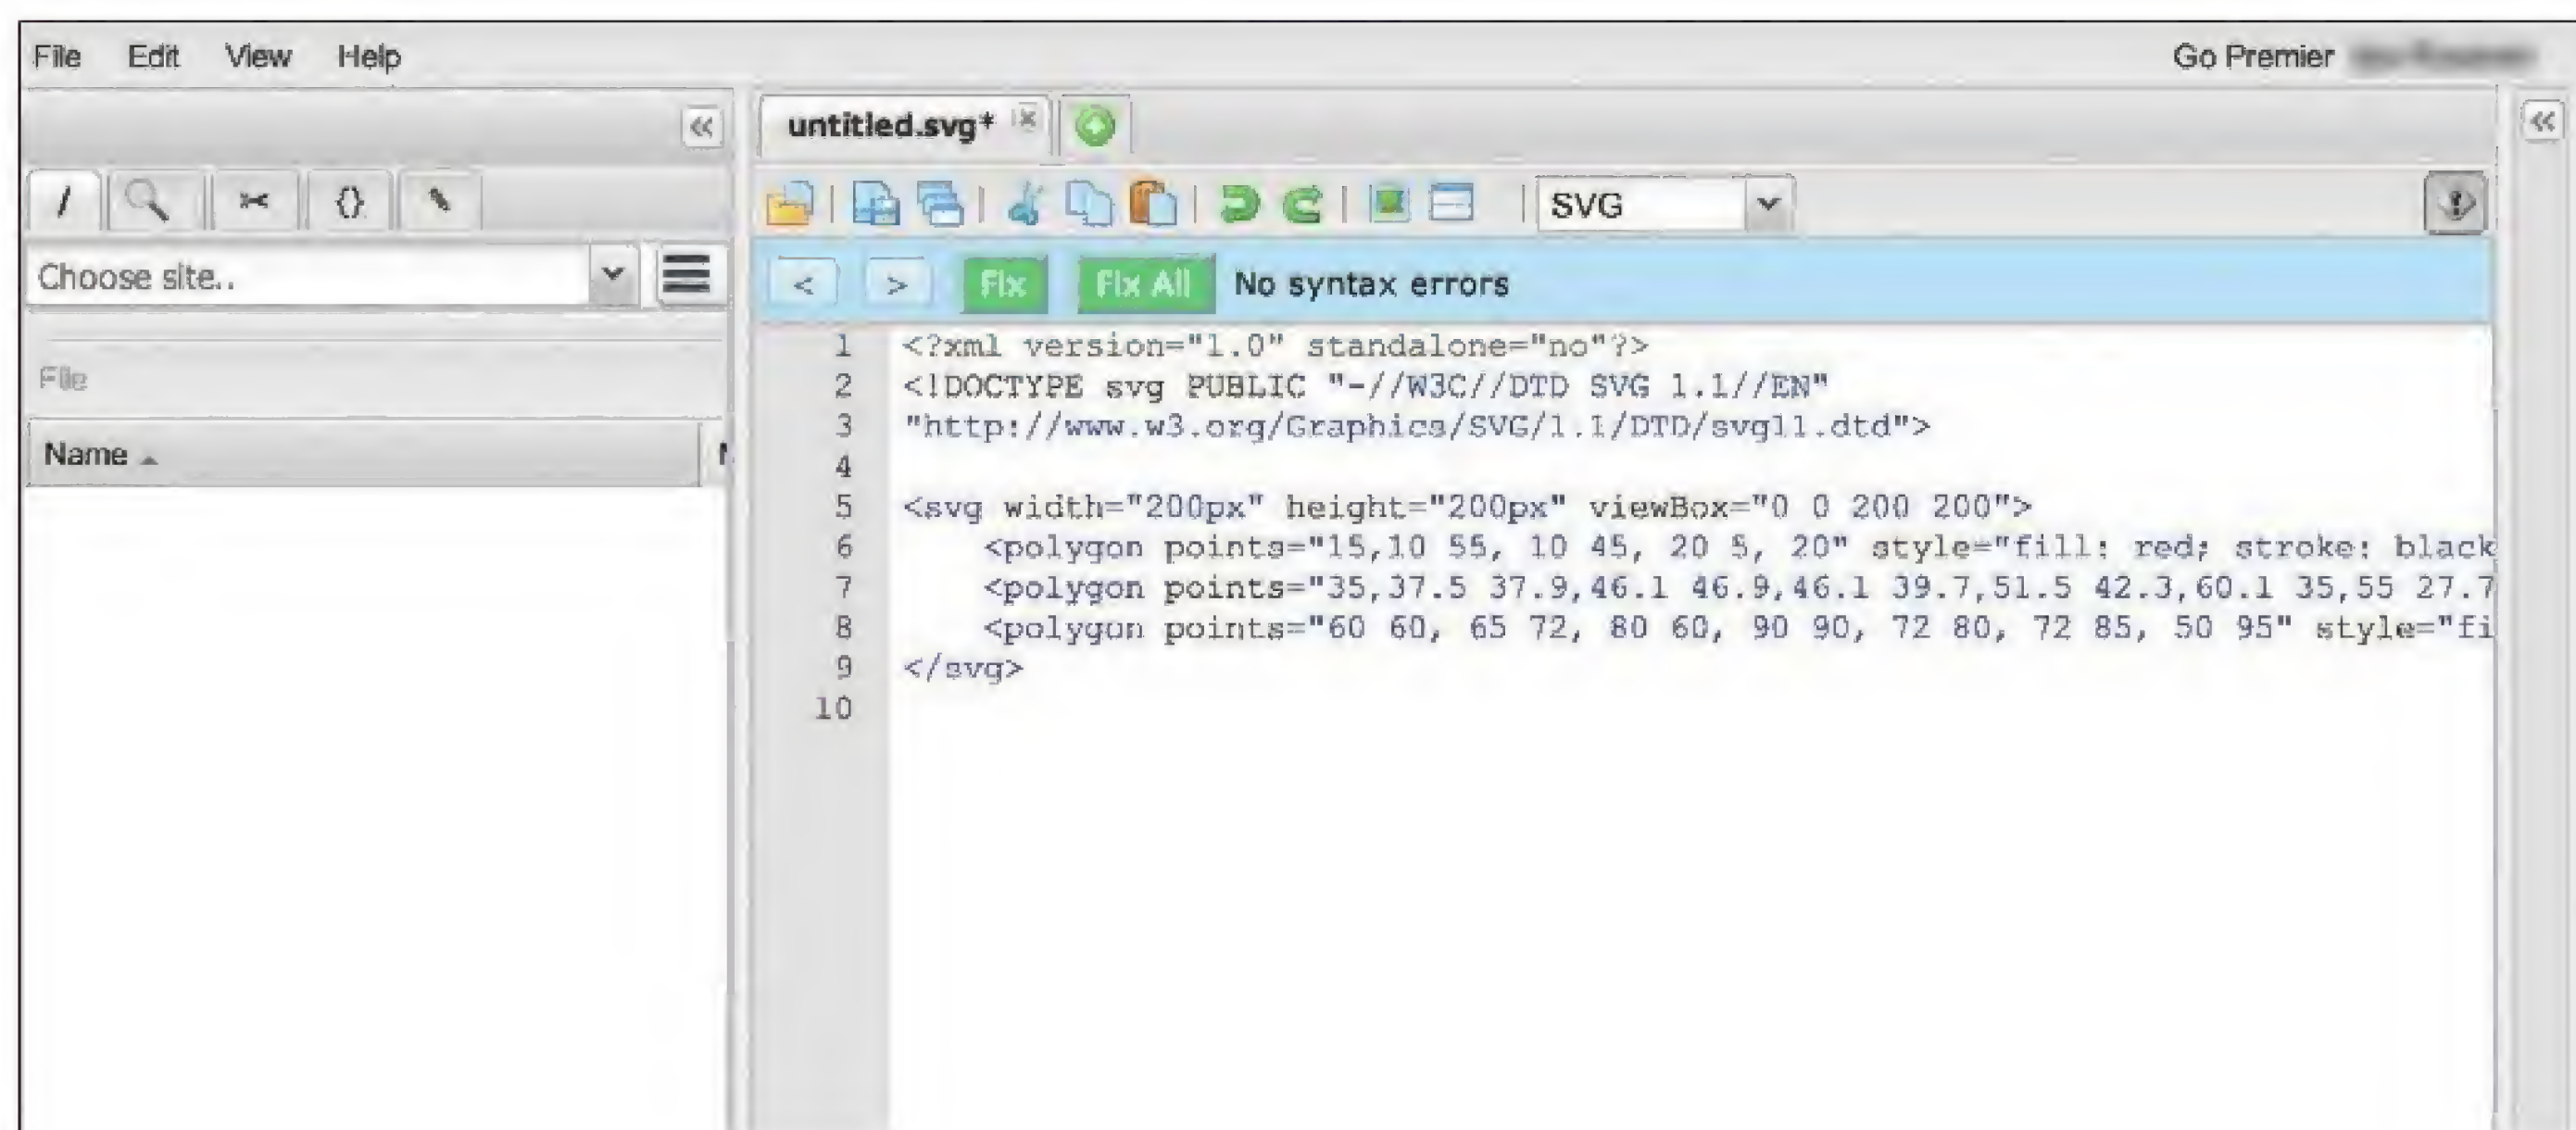 File Edit View Help Go Premier
untitled.svg*
/ {}
SVG
Choose site..
< > Fix Fix All No syntax errors
File
Name
1 <?xml version="1.0" standalone="no"?>
2 <!DOCTYPE svg PUBLIC "-//W3C//DTD SVG 1.1//EN"
3 "http://www.w3.org/Graphics/SVG/1.1/DTD/svg11.dtd">
4
5 <svg width="200px" height="200px" viewBox="0 0 200 200">
6 <polygon points="15,10 55, 10 45, 20 5, 20" style="fill: red; stroke: black
7 <polygon points="35,37.5 37.9,46.1 46.9,46.1 39.7,51.5 42.3,60.1 35,55 27.7
8 <polygon points="60 60, 65 72, 80 60, 90 90, 72 80, 72 85, 50 95" style="fi
9 </svg>
10